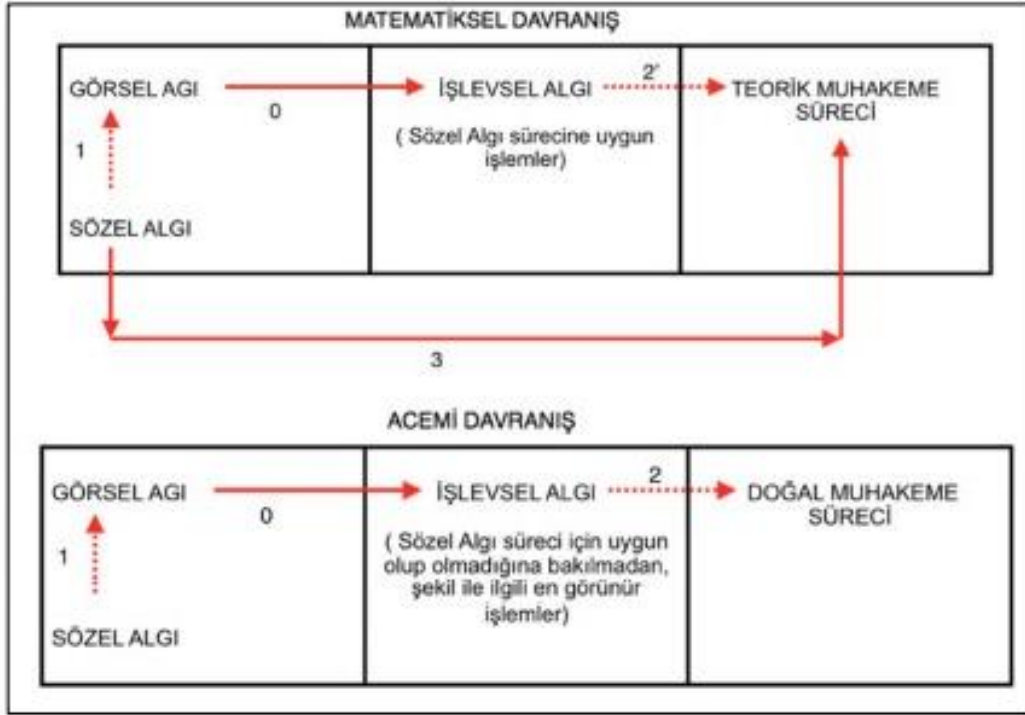 MATEMATİKSEL DAVRANIŞ
GÖRSEL AGI
0
İŞLEVSEL ALGI
2'
TEORİK MUHAKEME
SÜRECİ
( Sözel Algı sürecine uygun
işlemler)
1
SÖZEL ALGI
3
ACEMİ DAVRANIŞ
GÖRSEL AGI
0
İŞLEVSEL ALGI
2
DOĞAL MUHAKEME
SÜRECİ
( Sözel Algı süreci için uygun
olup olmadığına bakılmadan,
şekil ile ilgili en görünür
işlemler)
1
SÖZEL ALGI